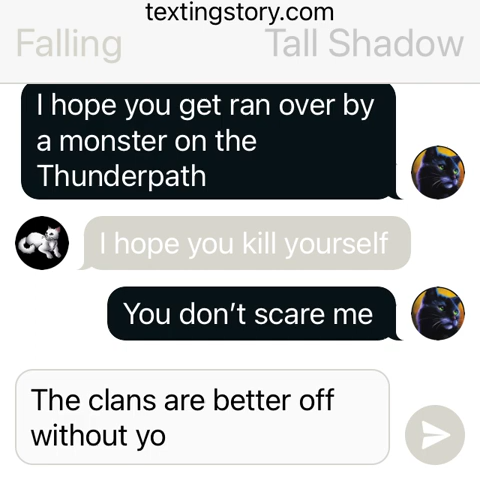 textingstory.com
Falling
Tall Shadow
I hope you get ran over by
a monster on the
Thunderpath
I hope you kill yourself
You don’t scare me
The clans are better off
without yo